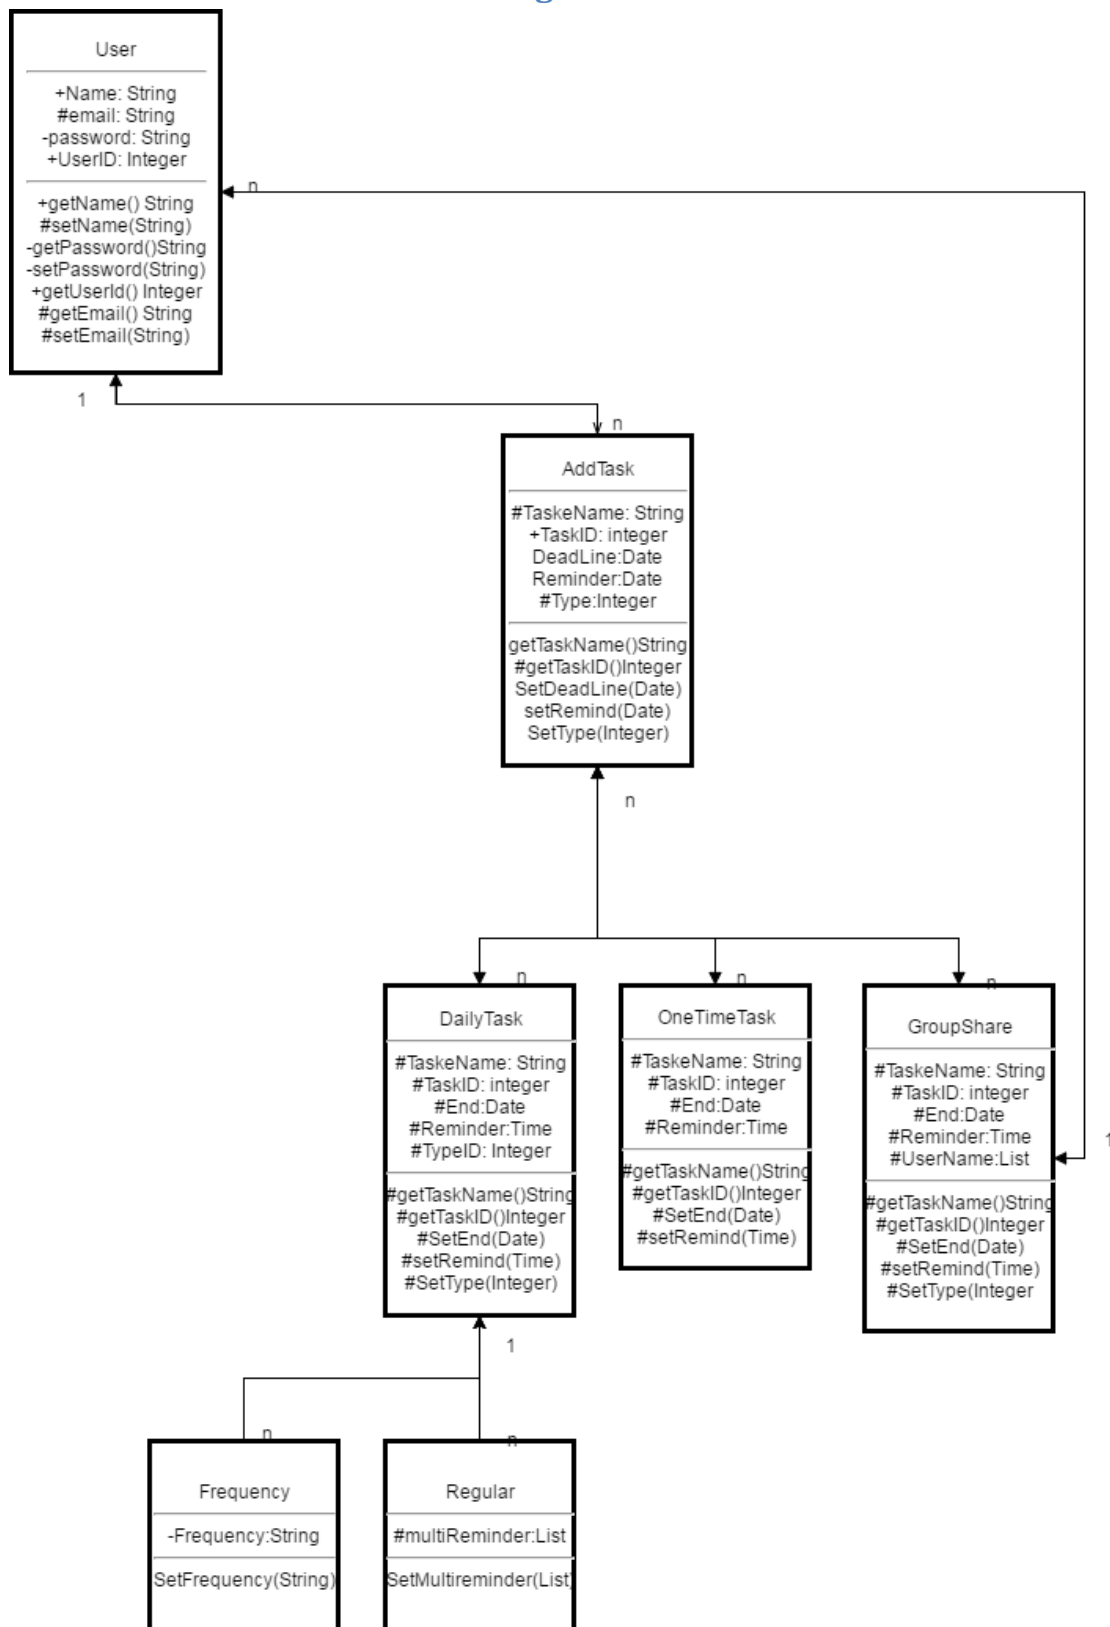 User
+Name: String
#email: String
-password: String
+UserID: Integer
+getName() String
#setName(String)
-getPassword()String
-setPassword(String)
+getUserId() Integer
#getEmail() String
#setEmail(String)
n
1
n
AddTask
#TaskeName: String
+TaskID: integer
DeadLine:Date
Reminder:Date
#Type:Integer
getTaskName()String
#getTaskID()Integer
SetDeadLine(Date)
setRemind(Date)
SetType(Integer)
n
n
DailyTask
#TaskeName: String
#TaskID: integer
#End:Date
#Reminder:Time
#TypeID: Integer
#getTaskName()String
#getTaskID()Integer
#SetEnd(Date)
#setRemind(Time)
#SetType(Integer)
n
OneTimeTask
#TaskeName: String
#TaskID: integer
#End:Date
#Reminder:Time
#getTaskName()String
#getTaskID()Integer
#SetEnd(Date)
#setRemind(Time)
n
GroupShare
#TaskeName: String
#TaskID: integer
#End:Date
#Reminder:Time
#UserName:List
#getTaskName()String
#getTaskID()Integer
#SetEnd(Date)
#setRemind(Time)
#SetType(Integer
1
1
n
Frequency
-Frequency:String
SetFrequency(String)
n
Regular
#multiReminder:List
SetMultireminder(List)